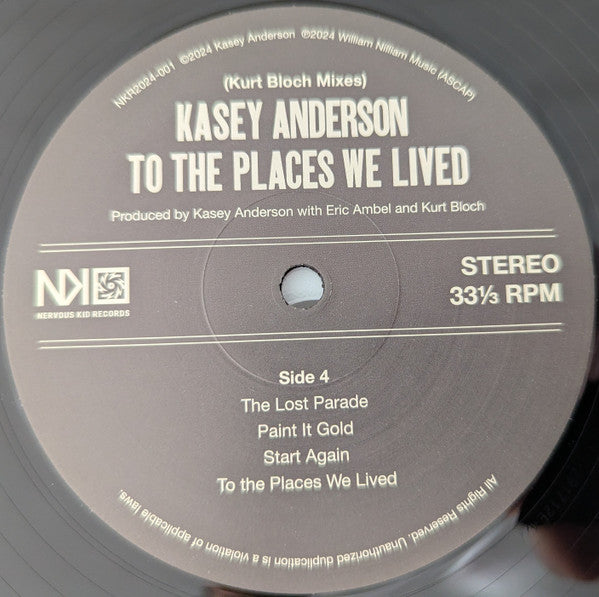 NKR2024-001 ℗2024 Kasey Anderson ©2024 William Nilliam Music (ASCAP)
(Kurt Bloch Mixes)
KASEY ANDERSON
TO THE PLACES WE LIVED
Produced by Kasey Anderson with Eric Ambel and Kurt Bloch
NKR
NERVOUS KID RECORDS
STEREO
33⅓ RPM
Side 4
The Lost Parade
Paint It Gold
Start Again
To the Places We Lived
All Rights Reserved. Unauthorized duplication is a violation of applicable laws.